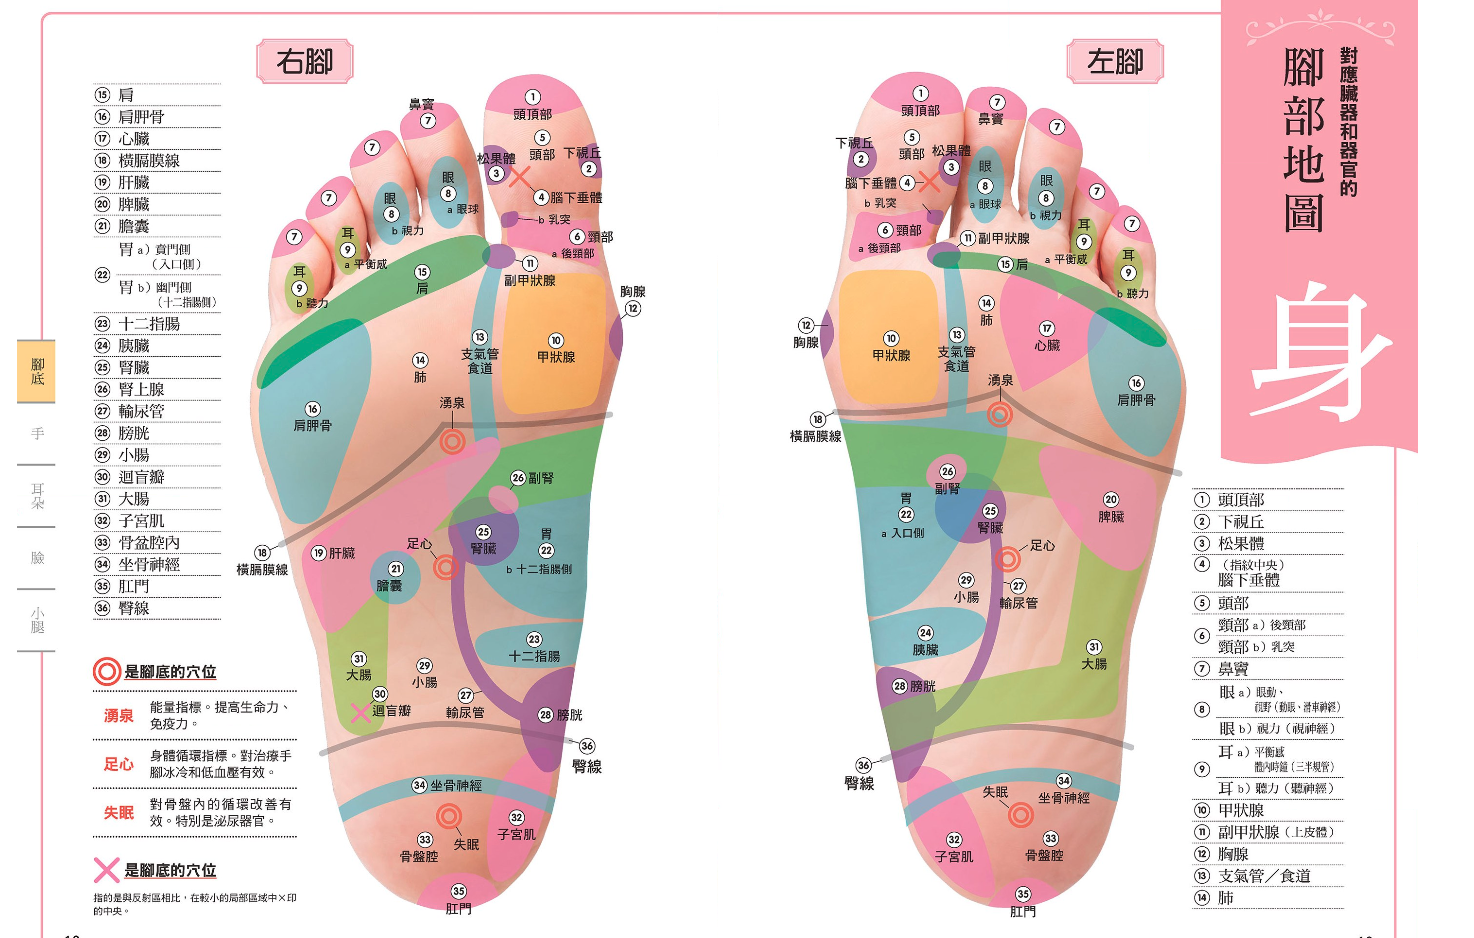 對應臟器和器官的
腳部地圖
身
右腳
左腳
⑮ 肩
⑯ 肩胛骨
⑰ 心臟
⑱ 橫膈膜線
⑲ 肝臟
⑳ 脾臟
㉑ 膽囊
㉒
胃 a）賁門側
（入口側）
胃 b）幽門側
（十二指腸側）
㉓ 十二指腸
㉔ 胰臟
㉕ 腎臟
㉖ 腎上腺
㉗ 輸尿管
㉘ 膀胱
㉙ 小腸
㉚ 迴盲瓣
㉛ 大腸
㉜ 子宮肌
㉝ 骨盆腔內
㉞ 坐骨神經
㉟ 肛門
㊱ 臀線
腳底
手
耳朵
臉
小腿
是腳底的穴位
湧泉
能量指標。提高生命力、
免疫力。
足心
身體循環指標。對治療手
腳冰冷和低血壓有效。
失眠
對骨盤內的循環改善有
效。特別是泌尿器官。
是腳底的穴位
指的是與反射區相比，在較小的局部區域中×印
的中央。
① 頭頂部
⑤ 頭部
松果體 ③
下視丘 ②
④ 腦下垂體
b 乳突
⑥ 頸部
a 後頸部
鼻竇 ⑦
⑦
⑦
⑦
眼 ⑧ a 眼球
眼 ⑧ b 視力
耳 ⑨ a 平衡感
耳 ⑨ b 聽力
⑪ 副甲狀腺
⑮ 肩
胸腺 ⑫
⑩ 甲狀腺
⑬ 支氣管
食道
⑭ 肺
湧泉
⑯ 肩胛骨
⑱ 橫膈膜線
⑲ 肝臟
㉖ 副腎
㉕ 腎臟
胃 ㉒
b 十二指腸側
足心
㉑ 膽囊
㉓ 十二指腸
㉛ 大腸
㉙ 小腸
㉚ 迴盲瓣
㉗ 輸尿管
㉘ 膀胱
㊱ 臀線
㉞ 坐骨神經
失眠
㉜ 子宮肌
㉝ 骨盤腔
㉟ 肛門
① 頭頂部
⑤ 頭部
下視丘 ②
松果體 ③
腦下垂體 ④
b 乳突
⑥ 頸部
a 後頸部
⑦ 鼻竇
⑦
⑦
⑦
眼 ⑧ a 眼球
眼 ⑧ b 視力
耳 ⑨ a 平衡感
耳 ⑨ b 聽力
⑪ 副甲狀腺
⑮ 肩
⑭ 肺
⑰ 心臟
⑫ 胸腺
⑩ 甲狀腺
⑬ 支氣管
食道
湧泉
⑯ 肩胛骨
⑱ 橫膈膜線
㉖ 副腎
㉕ 腎臟
⑳ 脾臟
胃 ㉒
a 入口側
足心
㉙ 小腸
㉗ 輸尿管
㉔ 胰臟
㉛ 大腸
㉘ 膀胱
㊱ 臀線
㉞ 坐骨神經
失眠
㉜ 子宮肌
㉝ 骨盤腔
㉟ 肛門
① 頭頂部
② 下視丘
③ 松果體
④ （指紋中央）
腦下垂體
⑤ 頭部
⑥
頸部 a）後頸部
頸部 b）乳突
⑦ 鼻竇
⑧
眼 a）眼動、
視野（動眼、滑車神經）
眼 b）視力（視神經）
⑨
耳 a）平衡感
體內時鐘（三半規管）
耳 b）聽力（聽神經）
⑩ 甲狀腺
⑪ 副甲狀腺（上皮體）
⑫ 胸腺
⑬ 支氣管／食道
⑭ 肺